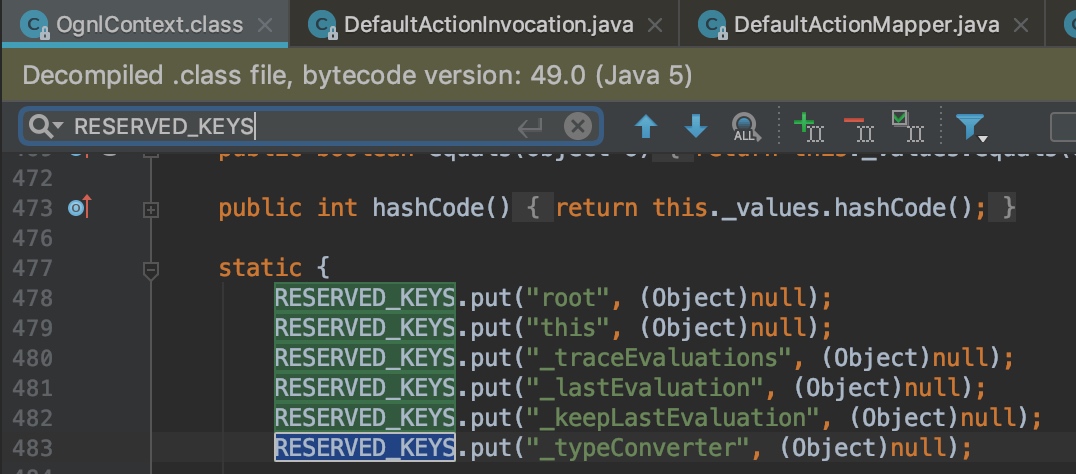 OgnlContext.class
DefaultActionInvocation.java
DefaultActionMapper.java
Decompiled .class file, bytecode version: 49.0 (Java 5)
RESERVED_KEYS
ALL
472
473 public int hashCode() { return this._values.hashCode(); }
476
477 static {
478 RESERVED_KEYS.put("root", (Object)null);
479 RESERVED_KEYS.put("this", (Object)null);
480 RESERVED_KEYS.put("_traceEvaluations", (Object)null);
481 RESERVED_KEYS.put("_lastEvaluation", (Object)null);
482 RESERVED_KEYS.put("_keepLastEvaluation", (Object)null);
483 RESERVED_KEYS.put("_typeConverter", (Object)null);